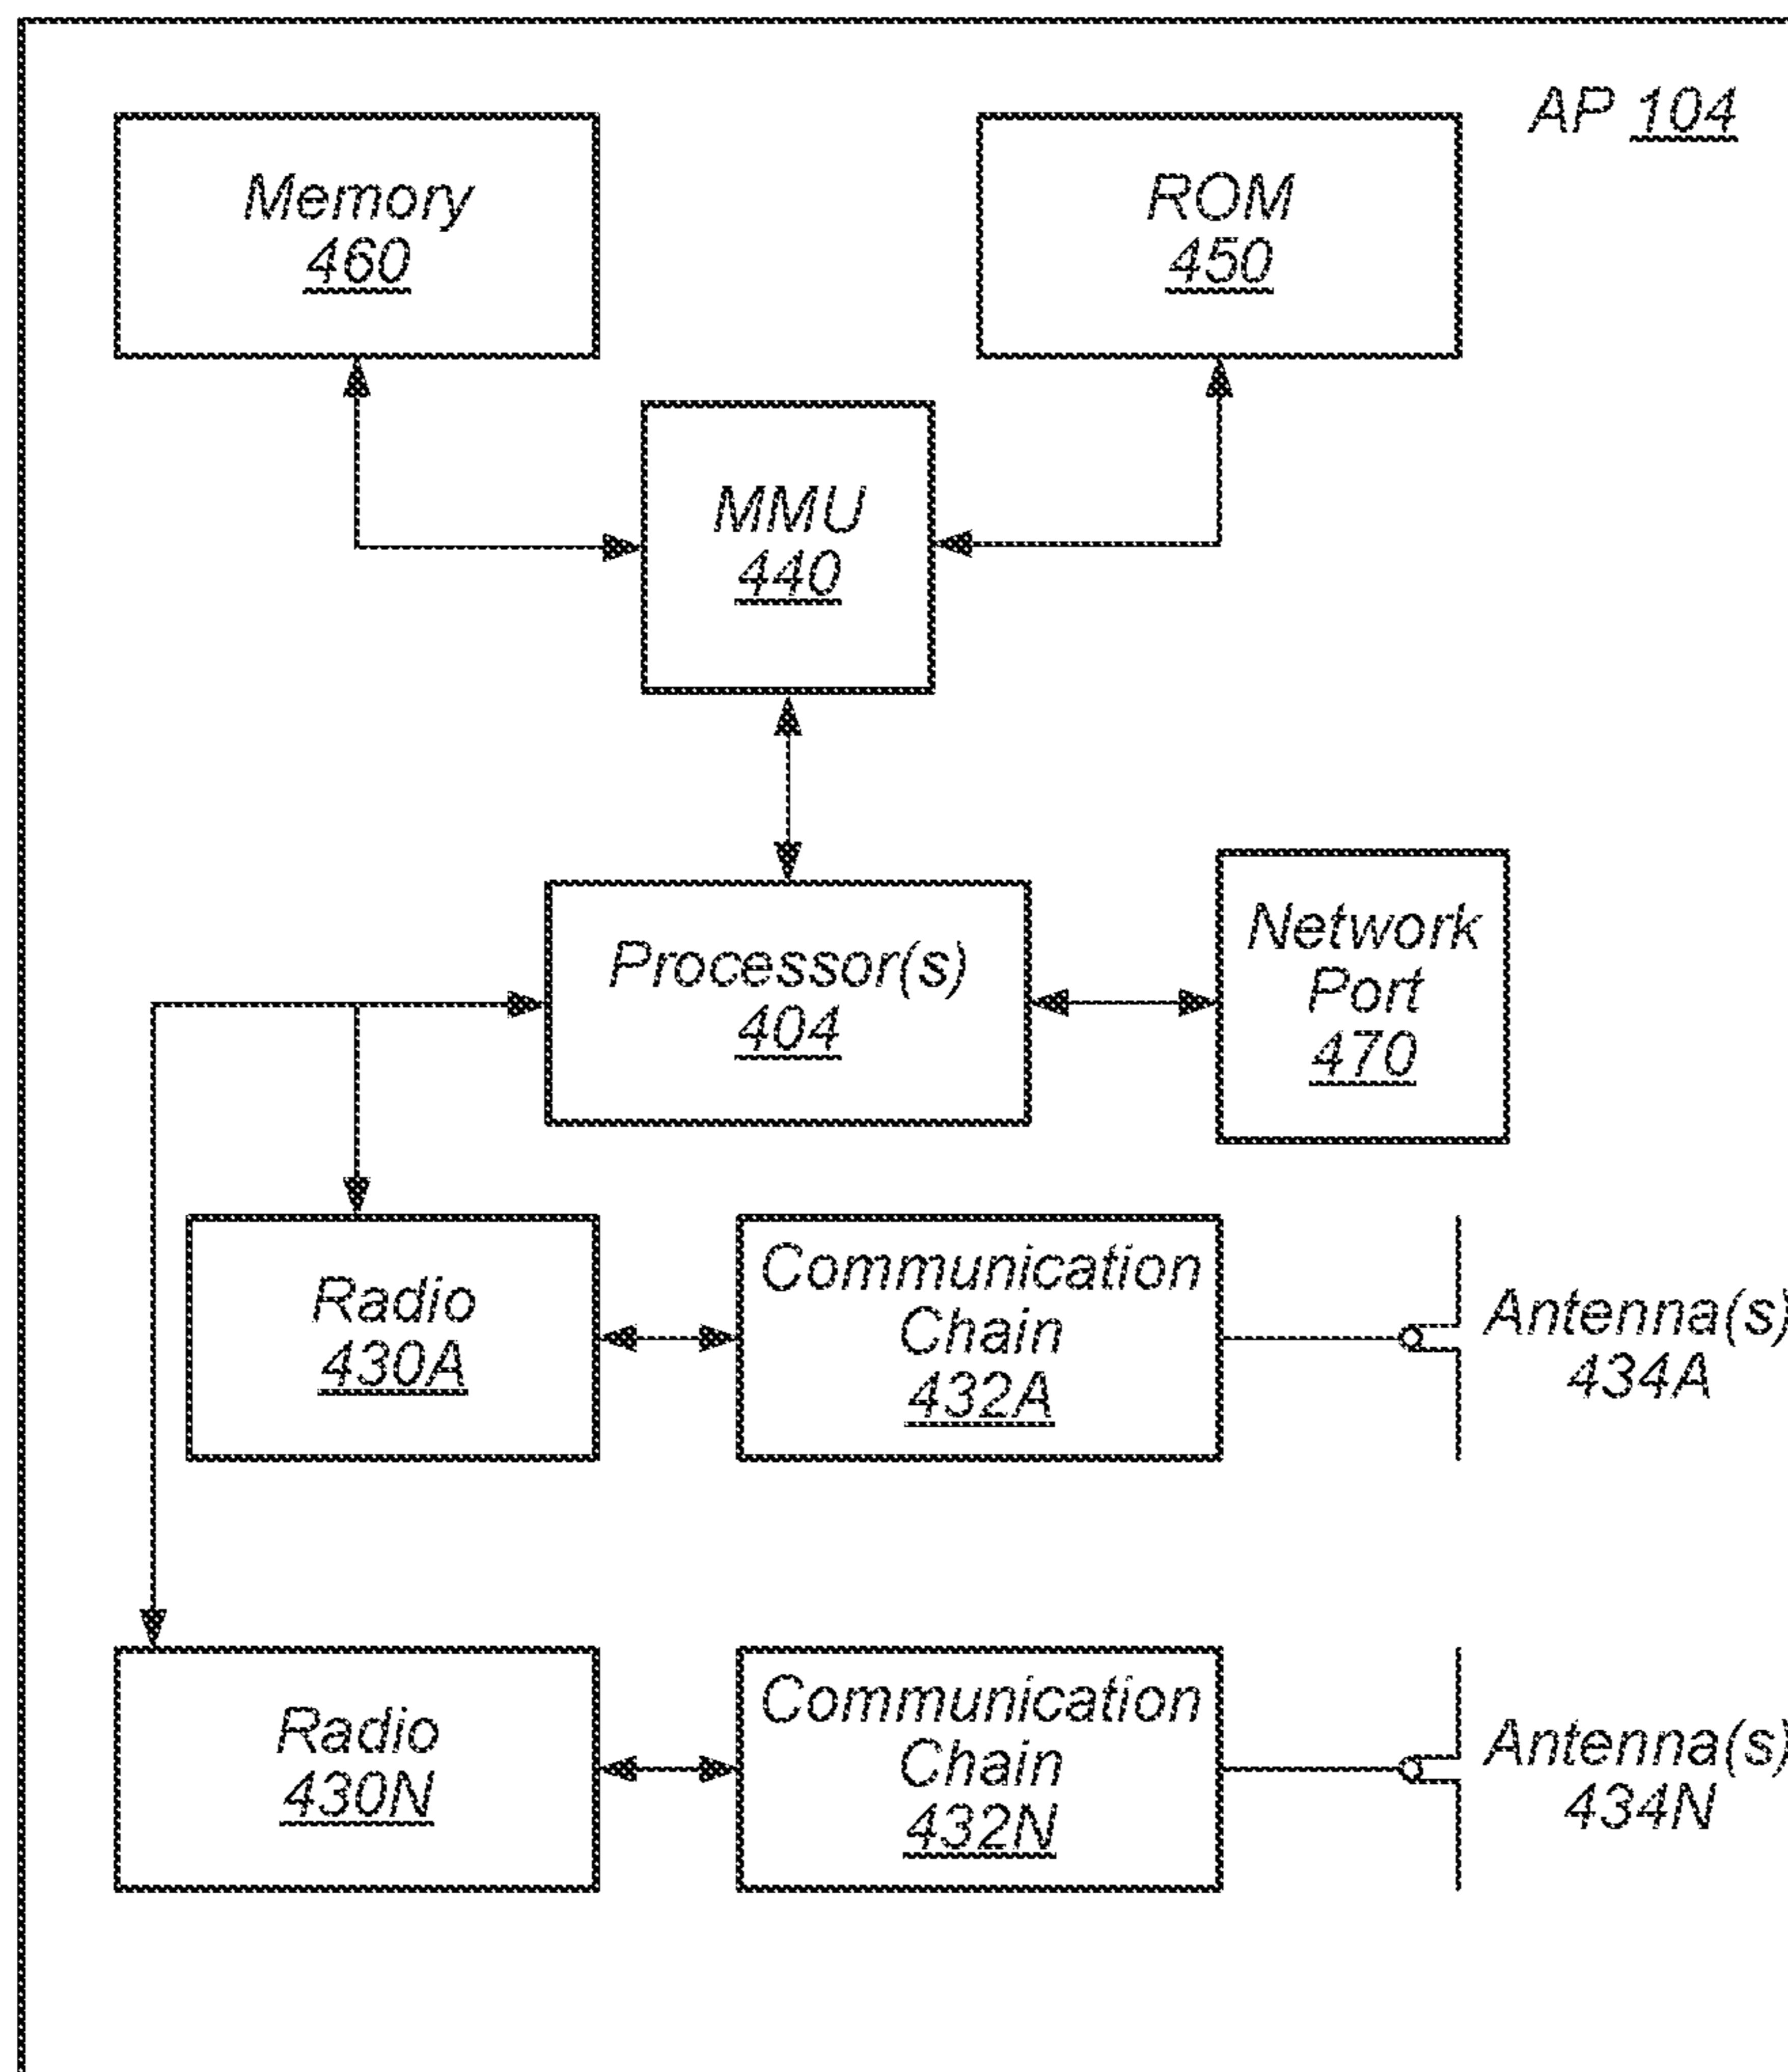 AP 104
Memory
460
ROM
450
MMU
440
Processor(s)
404
Network
Port
470
Radio
430A
Communication
Chain
432A
Antenna(s)
434A
Radio
430N
Communication
Chain
432N
Antenna(s)
434N